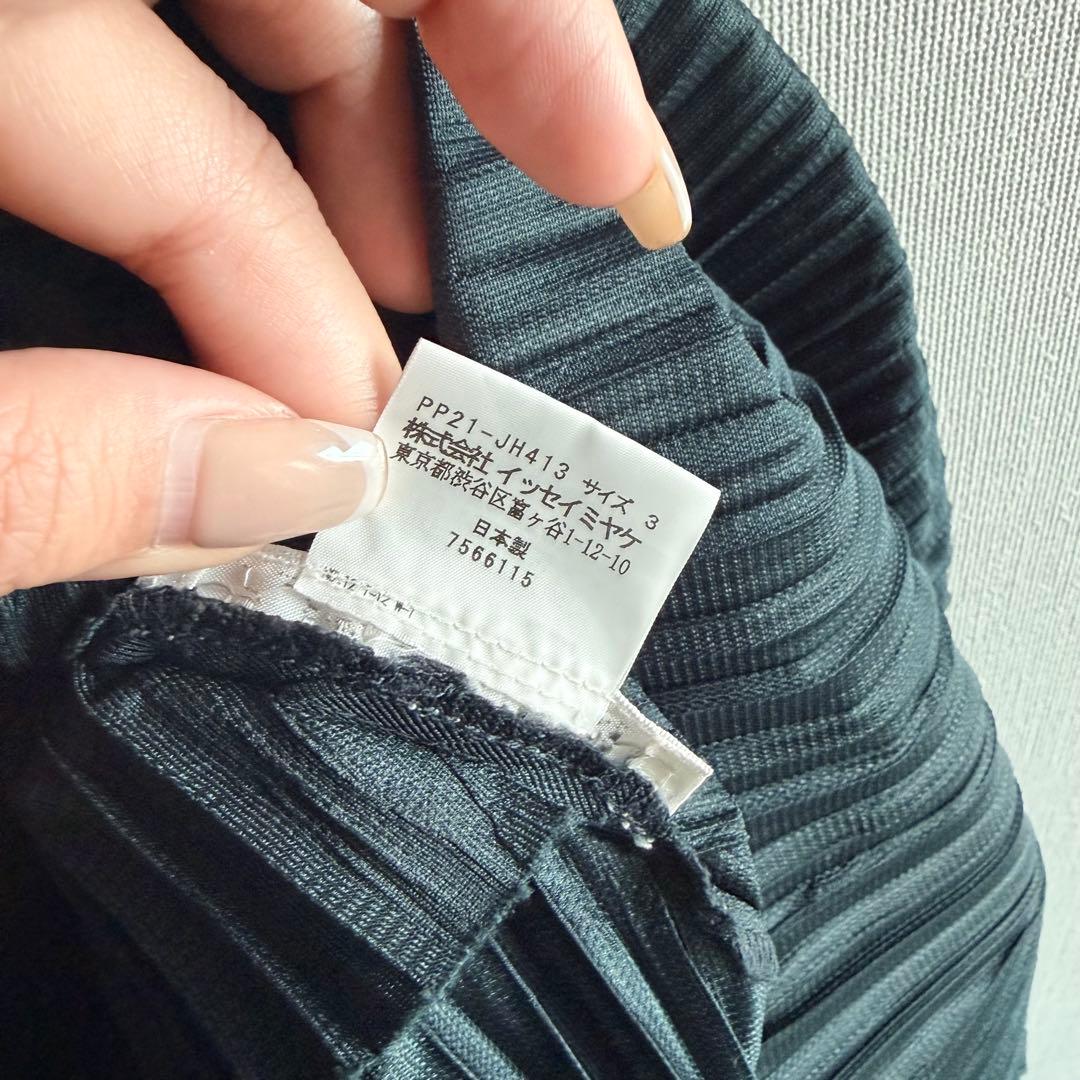 PP21-JH413 サイズ 3
株式会社 イッセイミヤケ
東京都渋谷区富ヶ谷1-12-10
日本製
7566115